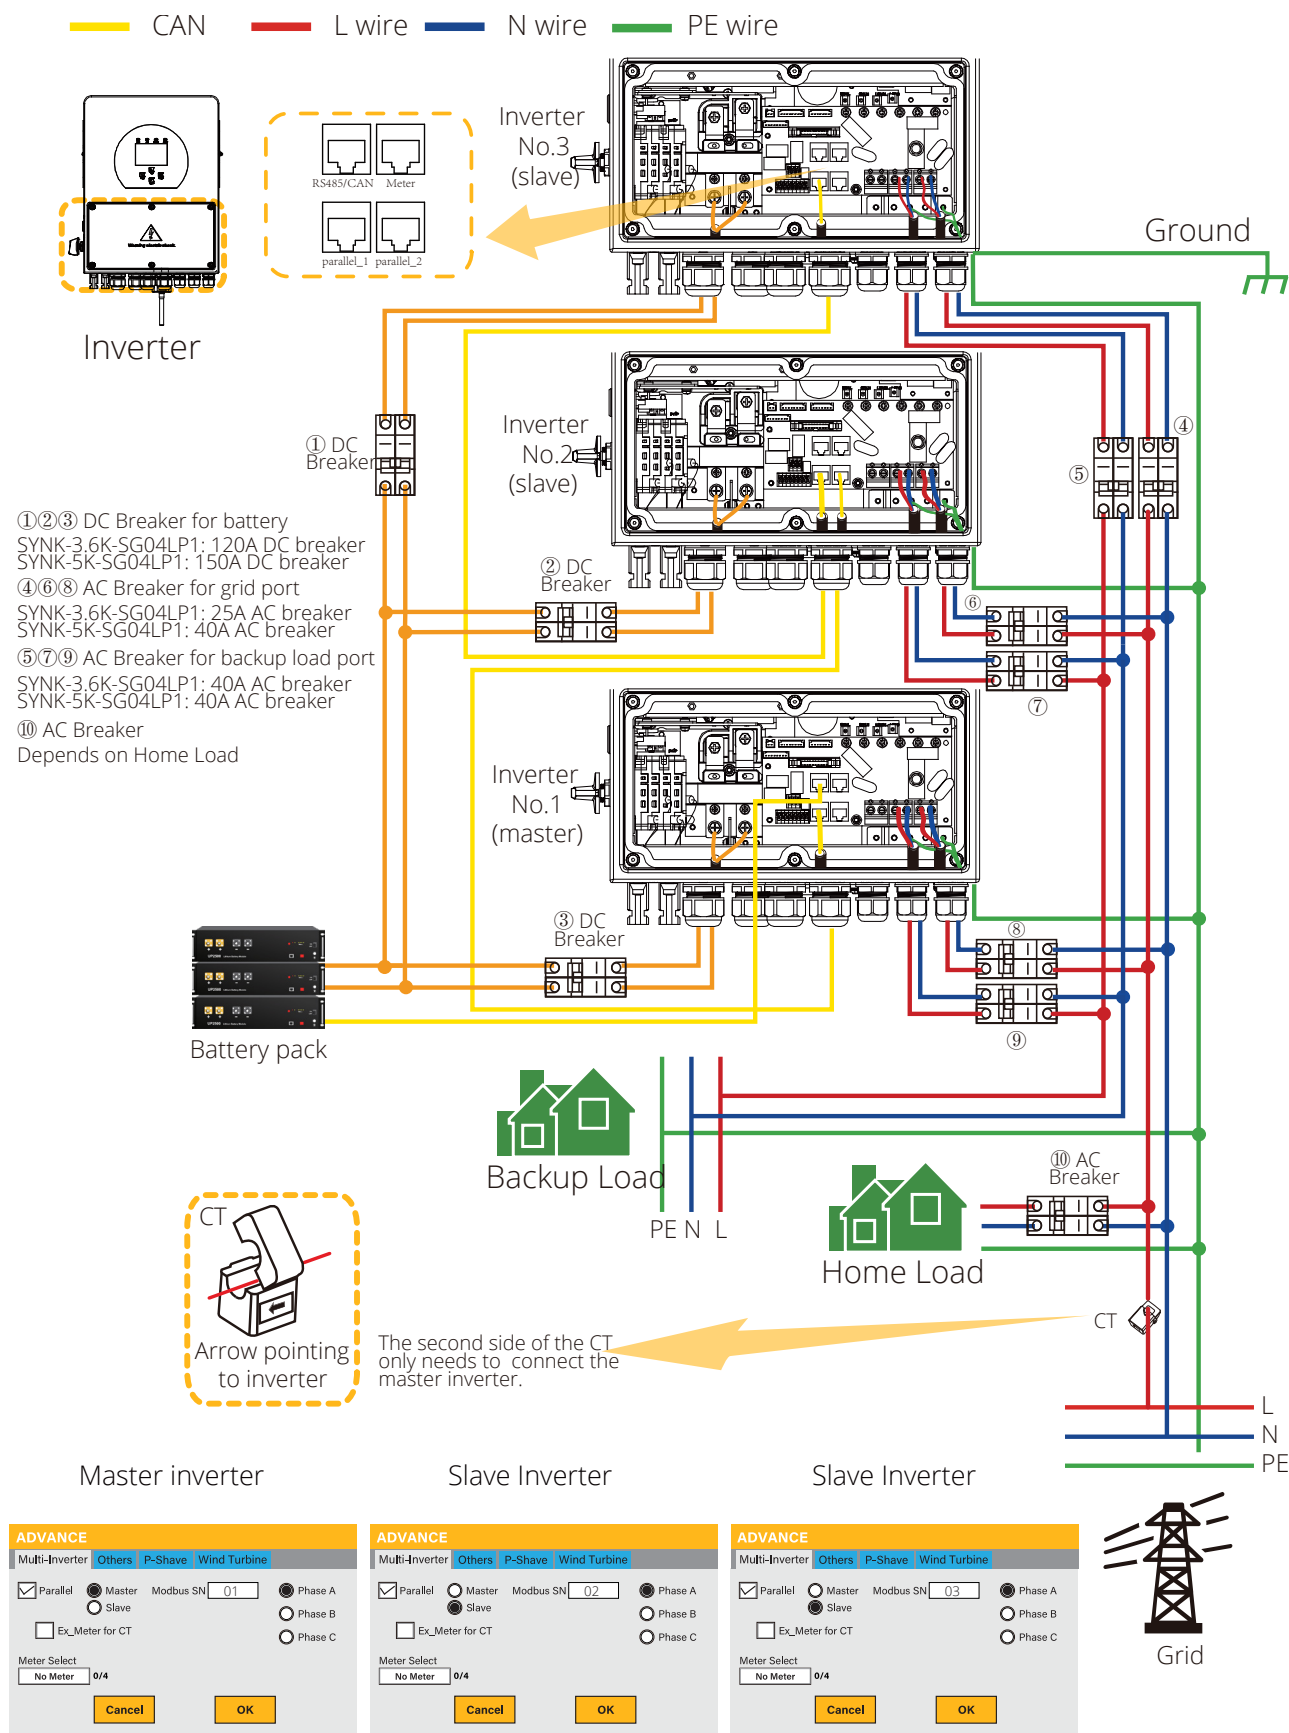 CAN L wire N wire PE wire
Inverter
No.3
(slave)
RS485/CAN Meter
parallel_1 parallel_2
Ground
Inverter
① DC
Breaker
Inverter
No.2
(slave)
④
⑤
①②③ DC Breaker for battery
SYNK-3.6K-SG04LP1: 120A DC breaker
SYNK-5K-SG04LP1: 150A DC breaker
④⑥⑧ AC Breaker for grid port
SYNK-3.6K-SG04LP1: 25A AC breaker
SYNK-5K-SG04LP1: 40A AC breaker
⑤⑦⑨ AC Breaker for backup load port
SYNK-3.6K-SG04LP1: 40A AC breaker
SYNK-5K-SG04LP1: 40A AC breaker
⑩ AC Breaker
Depends on Home Load
② DC
Breaker
⑥
⑦
Inverter
No.1
(master)
③ DC
Breaker
⑧
⑨
Battery pack
Backup Load
PE N L
⑩ AC
Breaker
Home Load
CT
Arrow pointing
to inverter
The second side of the CT
only needs to connect the
master inverter.
CT
L
N
PE
Grid
Master inverter
ADVANCE
Multi-Inverter Others P-Shave Wind Turbine
Parallel Master Modbus SN 01 Phase A
Slave Phase B
Ex_Meter for CT Phase C
Meter Select
No Meter 0/4
Cancel OK
Slave Inverter
ADVANCE
Multi-Inverter Others P-Shave Wind Turbine
Parallel Master Modbus SN 02 Phase A
Slave Phase B
Ex_Meter for CT Phase C
Meter Select
No Meter 0/4
Cancel OK
Slave Inverter
ADVANCE
Multi-Inverter Others P-Shave Wind Turbine
Parallel Master Modbus SN 03 Phase A
Slave Phase B
Ex_Meter for CT Phase C
Meter Select
No Meter 0/4
Cancel OK